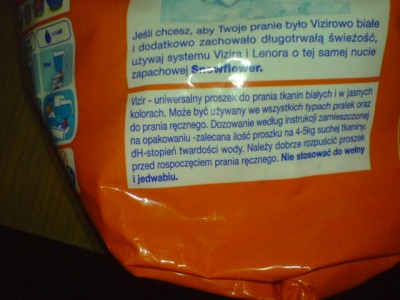 Jeśli chcesz, aby Twoje pranie było Vizirowo białe
i dodatkowo zachowało długotrwałą świeżość,
używaj systemu Vizira i Lenora o tej samej nucie
zapachowej Snowflower.
Vizir - uniwersalny proszek do prania tkanin białych i w jasnych
kolorach. Może być używany we wszystkich typach pralek oraz
do prania ręcznego. Dozowanie według instrukcji zamieszczonej
na opakowaniu -zalecana ilość proszku na 4-5kg suchej tkaniny.
dH-stopień twardości wody. Należy dobrze rozpuścić proszek
przed rozpoczęciem prania ręcznego. Nie stosować do wełny
i jedwabiu.